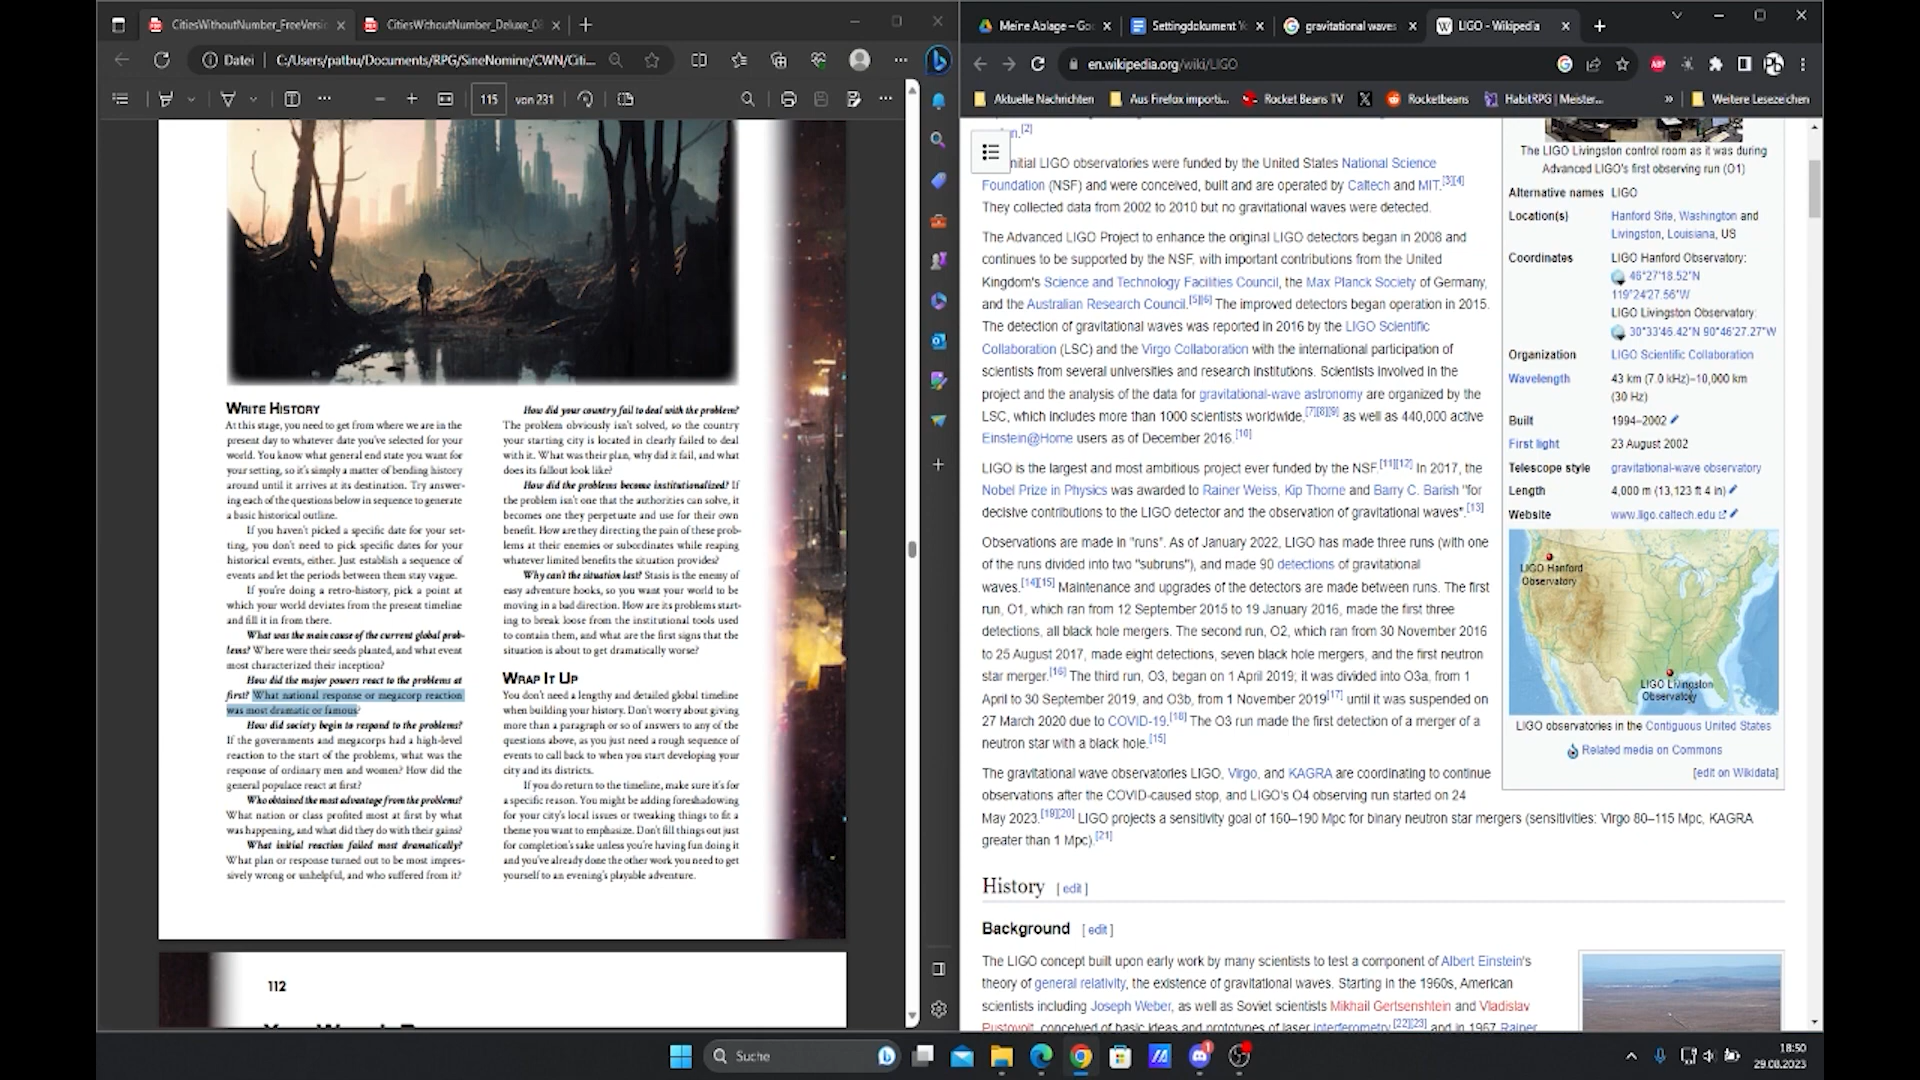 CitiesWithoutNumber_FreeVersi
CitiesWithoutNumber_Deluxe_0
Datei
C:/Users/patbu/Documents/RPG/SineNomine/CWN/Citi...
115 von 231
WRITE HISTORY
At this stage, you need to get from where we are in the
present day to whatever date you've selected for your
world. You know what general end state you want for
your setting, so it's simply a matter of bending history
around until it arrives at its destination. Try answer-
ing each of the questions below in sequence to generate
a basic historical outline.
If you haven't picked a specific date for your set-
ting, you don't need to pick specific dates for your
historical events, either. Just establish a sequence of
events and let the periods between them stay vague.
If you're doing a retro-history, pick a point at
which your world deviates from the present timeline
and fill it in from there.
What was the main cause of the current global prob-
lems? Where were their seeds planted, and what event
most characterized their inception?
How did the major powers react to the problems at
first? What national response or megacorp reaction
was most dramatic or famous?
How did society begin to respond to the problems?
If the governments and megacorps had a high-level
reaction to the start of the problems, what was the
response of ordinary men and women? How did the
general populace react at first?
Who obtained the most advantage from the problems?
What nation or class profited most at first by what
was happening, and what did they do with their gains?
What initial reaction failed most dramatically?
What plan or response turned out to be most impres-
sively wrong or unhelpful, and who suffered from it?
How did your country fail to deal with the problem?
The problem obviously isn't solved, so the country
your starting city is located in clearly failed to deal
with it. What was their plan, why did it fail, and what
does its fallout look like?
How did the problems become institutionalized? If
the problem isn't one that the authorities can solve, it
becomes one they perpetuate and use for their own
benefit. How are they directing the pain of these prob-
lems at their enemies or subordinates while reaping
whatever limited benefits the situation provides?
Why can't the situation last? Stasis is the enemy of
easy adventure hooks, so you want your world to be
moving in a bad direction. How are its problems start-
ing to break loose from the institutional tools used
to contain them, and what are the first signs that the
situation is about to get dramatically worse?
WRAP IT UP
You don't need a lengthy and detailed global timeline
when building your history. Don't worry about giving
more than a paragraph or so of answers to any of the
questions above, as you just need a rough sequence of
events to call back to when you start developing your
city and its districts.
If you do return to the timeline, make sure it's for
a specific reason. You might be adding foreshadowing
for your city's local issues or tweaking things to fit a
theme you want to emphasize. Don't fill things out just
for completion's sake unless you're having fun doing it
and you've already done the other work you need to get
yourself to an evening's playable adventure.
112
Meine Ablage – Go
Settingdokument
gravitational waves
LIGO - Wikipedia
en.wikipedia.org/wiki/LIGO
Aktuelle Nachrichten
Aus Firefox importi...
Rocket Beans TV
Rocketbeans
HabitRPG | Meister...
»
Weitere Lesezeichen
n.[2]
nitial LIGO observatories were funded by the United States National Science
Foundation (NSF) and were conceived, built and are operated by Caltech and MIT.[3][4]
They collected data from 2002 to 2010 but no gravitational waves were detected.
The Advanced LIGO Project to enhance the original LIGO detectors began in 2008 and
continues to be supported by the NSF, with important contributions from the United
Kingdom's Science and Technology Facilities Council, the Max Planck Society of Germany,
and the Australian Research Council.[5][6] The improved detectors began operation in 2015.
The detection of gravitational waves was reported in 2016 by the LIGO Scientific
Collaboration (LSC) and the Virgo Collaboration with the international participation of
scientists from several universities and research institutions. Scientists involved in the
project and the analysis of the data for gravitational-wave astronomy are organized by the
LSC, which includes more than 1000 scientists worldwide,[7][8][9] as well as 440,000 active
Einstein@Home users as of December 2016.[10]
LIGO is the largest and most ambitious project ever funded by the NSF.[11][12] In 2017, the
Nobel Prize in Physics was awarded to Rainer Weiss, Kip Thorne and Barry C. Barish "for
decisive contributions to the LIGO detector and the observation of gravitational waves".[13]
Observations are made in "runs". As of January 2022, LIGO has made three runs (with one
of the runs divided into two "subruns"), and made 90 detections of gravitational
waves.[14][15] Maintenance and upgrades of the detectors are made between runs. The first
run, O1, which ran from 12 September 2015 to 19 January 2016, made the first three
detections, all black hole mergers. The second run, O2, which ran from 30 November 2016
to 25 August 2017, made eight detections, seven black hole mergers, and the first neutron
star merger.[16] The third run, O3, began on 1 April 2019; it was divided into O3a, from 1
April to 30 September 2019, and O3b, from 1 November 2019[17] until it was suspended on
27 March 2020 due to COVID-19.[18] The O3 run made the first detection of a merger of a
neutron star with a black hole.[15]
The gravitational wave observatories LIGO, Virgo, and KAGRA are coordinating to continue
observations after the COVID-caused stop, and LIGO's O4 observing run started on 24
May 2023.[19][20] LIGO projects a sensitivity goal of 160–190 Mpc for binary neutron star mergers (sensitivities: Virgo 80–115 Mpc, KAGRA
greater than 1 Mpc).[21]
The LIGO Livingston control room as it was during
Advanced LIGO's first observing run (O1)
Alternative names LIGO
Location(s) Hanford Site, Washington and
Livingston, Louisiana, US
Coordinates LIGO Hanford Observatory:
46°27′18.52″N
119°24′27.56″W
LIGO Livingston Observatory:
30°33′46.42″N 90°46′27.27″W
Organization LIGO Scientific Collaboration
Wavelength 43 km (7.0 kHz)–10,000 km
(30 Hz)
Built 1994–2002
First light 23 August 2002
Telescope style gravitational-wave observatory
Length 4,000 m (13,123 ft 4 in)
Website www.ligo.caltech.edu
LIGO Hanford
Observatory
LIGO Livingston
Observatory
LIGO observatories in the Contiguous United States
Related media on Commons
[edit on Wikidata]
History [ edit ]
Background [ edit ]
The LIGO concept built upon early work by many scientists to test a component of Albert Einstein's
theory of general relativity, the existence of gravitational waves. Starting in the 1960s, American
scientists including Joseph Weber, as well as Soviet scientists Mikhail Gertsenshtein and Vladislav
Pustovoit, conceived of basic ideas and prototypes of laser interferometry,[22][23] and in 1967 Rainer
Suche
18:50
29.08.2023